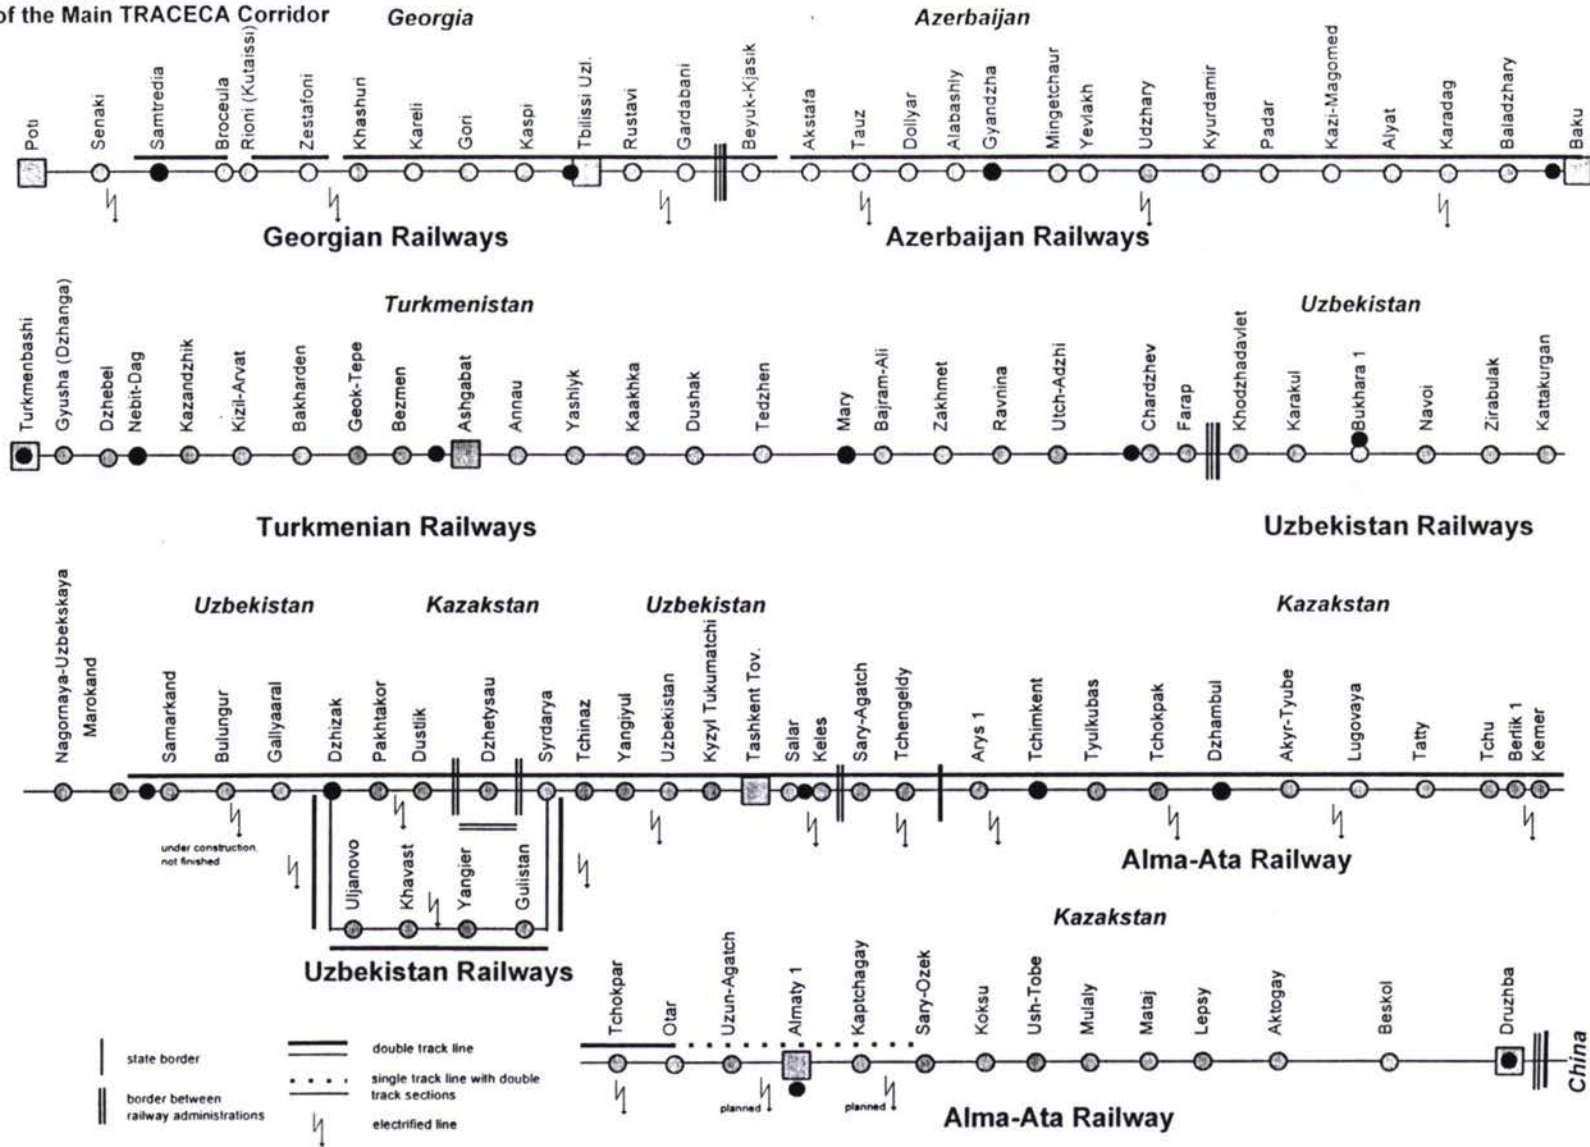 of the Main TRACECA Corridor
Georgia
Azerbaijan
Poti
Senaki
Samtredia
Broceula
Rioni (Kutaissi)
Zestafoni
Khashuri
Kareli
Gori
Kaspi
Tbilissi Uzl.
Rustavi
Gardabani
Beyuk-Kjasik
Akstafa
Tauz
Dollyar
Alabashly
Gyandzha
Mingetchaur
Yevlakh
Udzhary
Kyurdamir
Padar
Kazi-Magomed
Alyat
Karadag
Baladzhary
Baku
Georgian Railways
Azerbaijan Railways
Turkmenistan
Uzbekistan
Turkmenbashi
Gyusha (Dzhanga)
Dzhebel
Nebit-Dag
Kazandzhik
Kizil-Arvat
Bakharden
Geok-Tepe
Bezmen
Ashgabat
Annau
Yashlyk
Kaakhka
Dushak
Tedzhen
Mary
Bajram-Ali
Zakhmet
Ravnina
Utch-Adzhi
Chardzhev
Farap
Khodzhadavlet
Karakul
Bukhara 1
Navoi
Zirabulak
Kattakurgan
Turkmenian Railways
Uzbekistan Railways
Uzbekistan
Kazakstan
Uzbekistan
Kazakstan
Nagornaya-Uzbekskaya
Marokand
Samarkand
Bulungur
Gallyaaral
Dzhizak
Pakhtakor
Dustlik
Dzhetysau
Syrdarya
Tchinaz
Yangiyul
Uzbekistan
Kyzyl Tukumatchi
Tashkent Tov.
Salar
Keles
Sary-Agatch
Tchengeldy
Arys 1
Tchimkent
Tyulkubas
Tchokpak
Dzhambul
Akyr-Tyube
Lugovaya
Tatty
Tchu
Berlik 1
Kemer
under construction,
not finished
Uljanovo
Khavast
Yangier
Gulistan
Alma-Ata Railway
Uzbekistan Railways
Kazakstan
Tchokpar
Otar
Uzun-Agatch
Almaty 1
Kaptchagay
Sary-Ozek
Koksu
Ush-Tobe
Mulaly
Mataj
Lepsy
Aktogay
Beskol
Druzhba
China
planned
planned
Alma-Ata Railway
state border
border between
railway administrations
double track line
single track line with double
track sections
electrified line